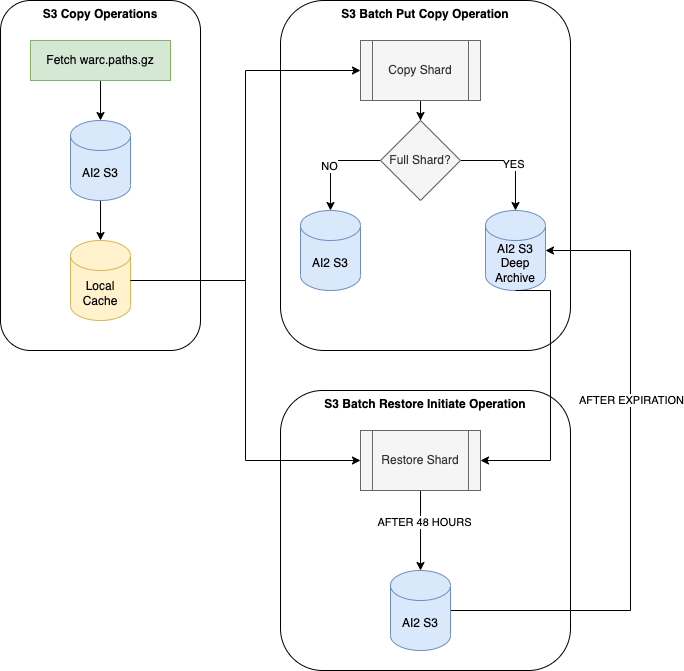 S3 Copy Operations
Fetch warc.paths.gz
AI2 S3
Local
Cache
S3 Batch Put Copy Operation
Copy Shard
Full Shard?
NO
YES
AI2 S3
AI2 S3
Deep
Archive
AFTER EXPIRATION
S3 Batch Restore Initiate Operation
Restore Shard
AFTER 48 HOURS
AI2 S3